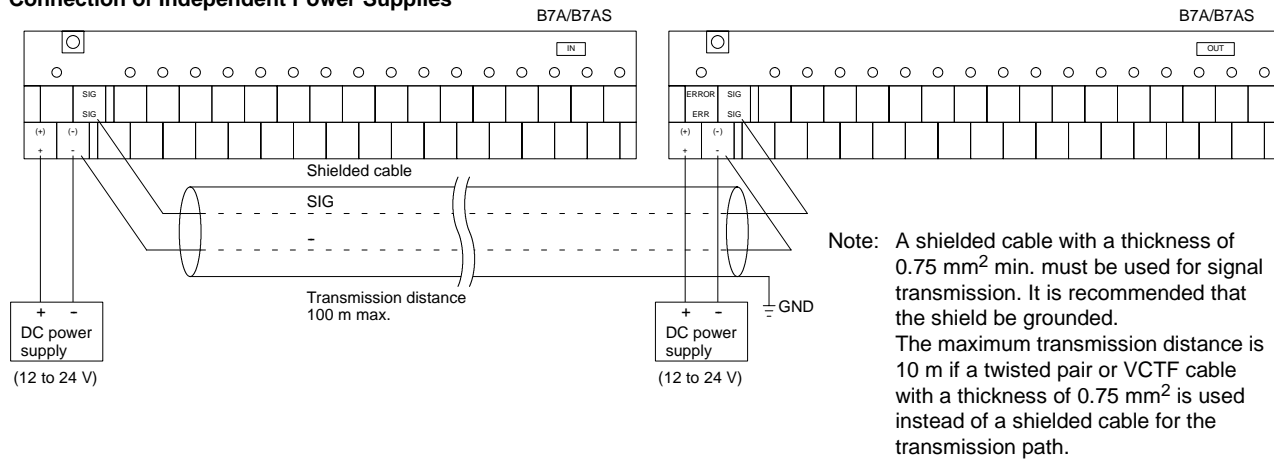 Connection of Independent Power Supplies
B7A/B7AS
B7A/B7AS
IN
OUT
SIG
SIG
(+) (-)
+ -
ERROR SIG
ERR SIG
(+) (-)
+ -
Shielded cable
SIG
-
Transmission distance
100 m max.
GND
+ -
DC power
supply
(12 to 24 V)
+ -
DC power
supply
(12 to 24 V)
Note: A shielded cable with a thickness of
0.75 mm² min. must be used for signal
transmission. It is recommended that
the shield be grounded.
The maximum transmission distance is
10 m if a twisted pair or VCTF cable
with a thickness of 0.75 mm² is used
instead of a shielded cable for the
transmission path.